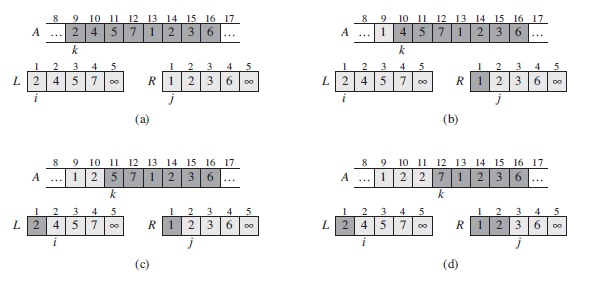 8 9 10 11 12 13 14 15 16 17
A … 2 4 5 7 1 2 3 6 …
k
1 2 3 4 5
L 2 4 5 7 ∞
i
1 2 3 4 5
R 1 2 3 6 ∞
j
(a)
8 9 10 11 12 13 14 15 16 17
A … 1 4 5 7 1 2 3 6 …
k
1 2 3 4 5
L 2 4 5 7 ∞
i
1 2 3 4 5
R 1 2 3 6 ∞
j
(b)
8 9 10 11 12 13 14 15 16 17
A … 1 2 5 7 1 2 3 6 …
k
1 2 3 4 5
L 2 4 5 7 ∞
i
1 2 3 4 5
R 1 2 3 6 ∞
j
(c)
8 9 10 11 12 13 14 15 16 17
A … 1 2 2 7 1 2 3 6 …
k
1 2 3 4 5
L 2 4 5 7 ∞
i
1 2 3 4 5
R 1 2 3 6 ∞
j
(d)